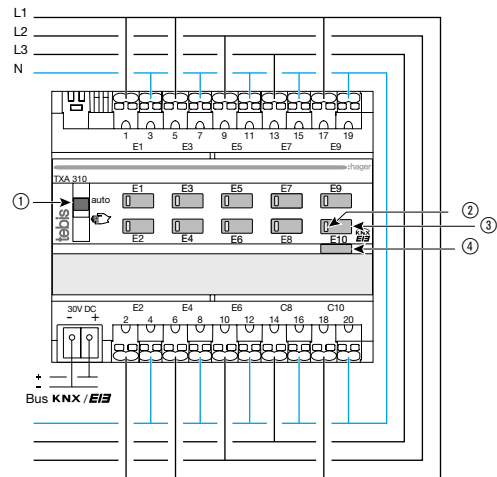 L1
L2
L3
N
1 3 5 7 9 11 13 15 17 19
E1 E3 E5 E7 E9
:hager
TXA 310
① auto
E1 E3 E5 E7 E9
②
③
tebis
E2 E4 E6 E8 E10
KNX
EIB
④
30V DC
- +
E2 E4 E6 C8 C10
2 4 6 8 10 12 14 16 18 20
+
-
Bus KNX / EIB